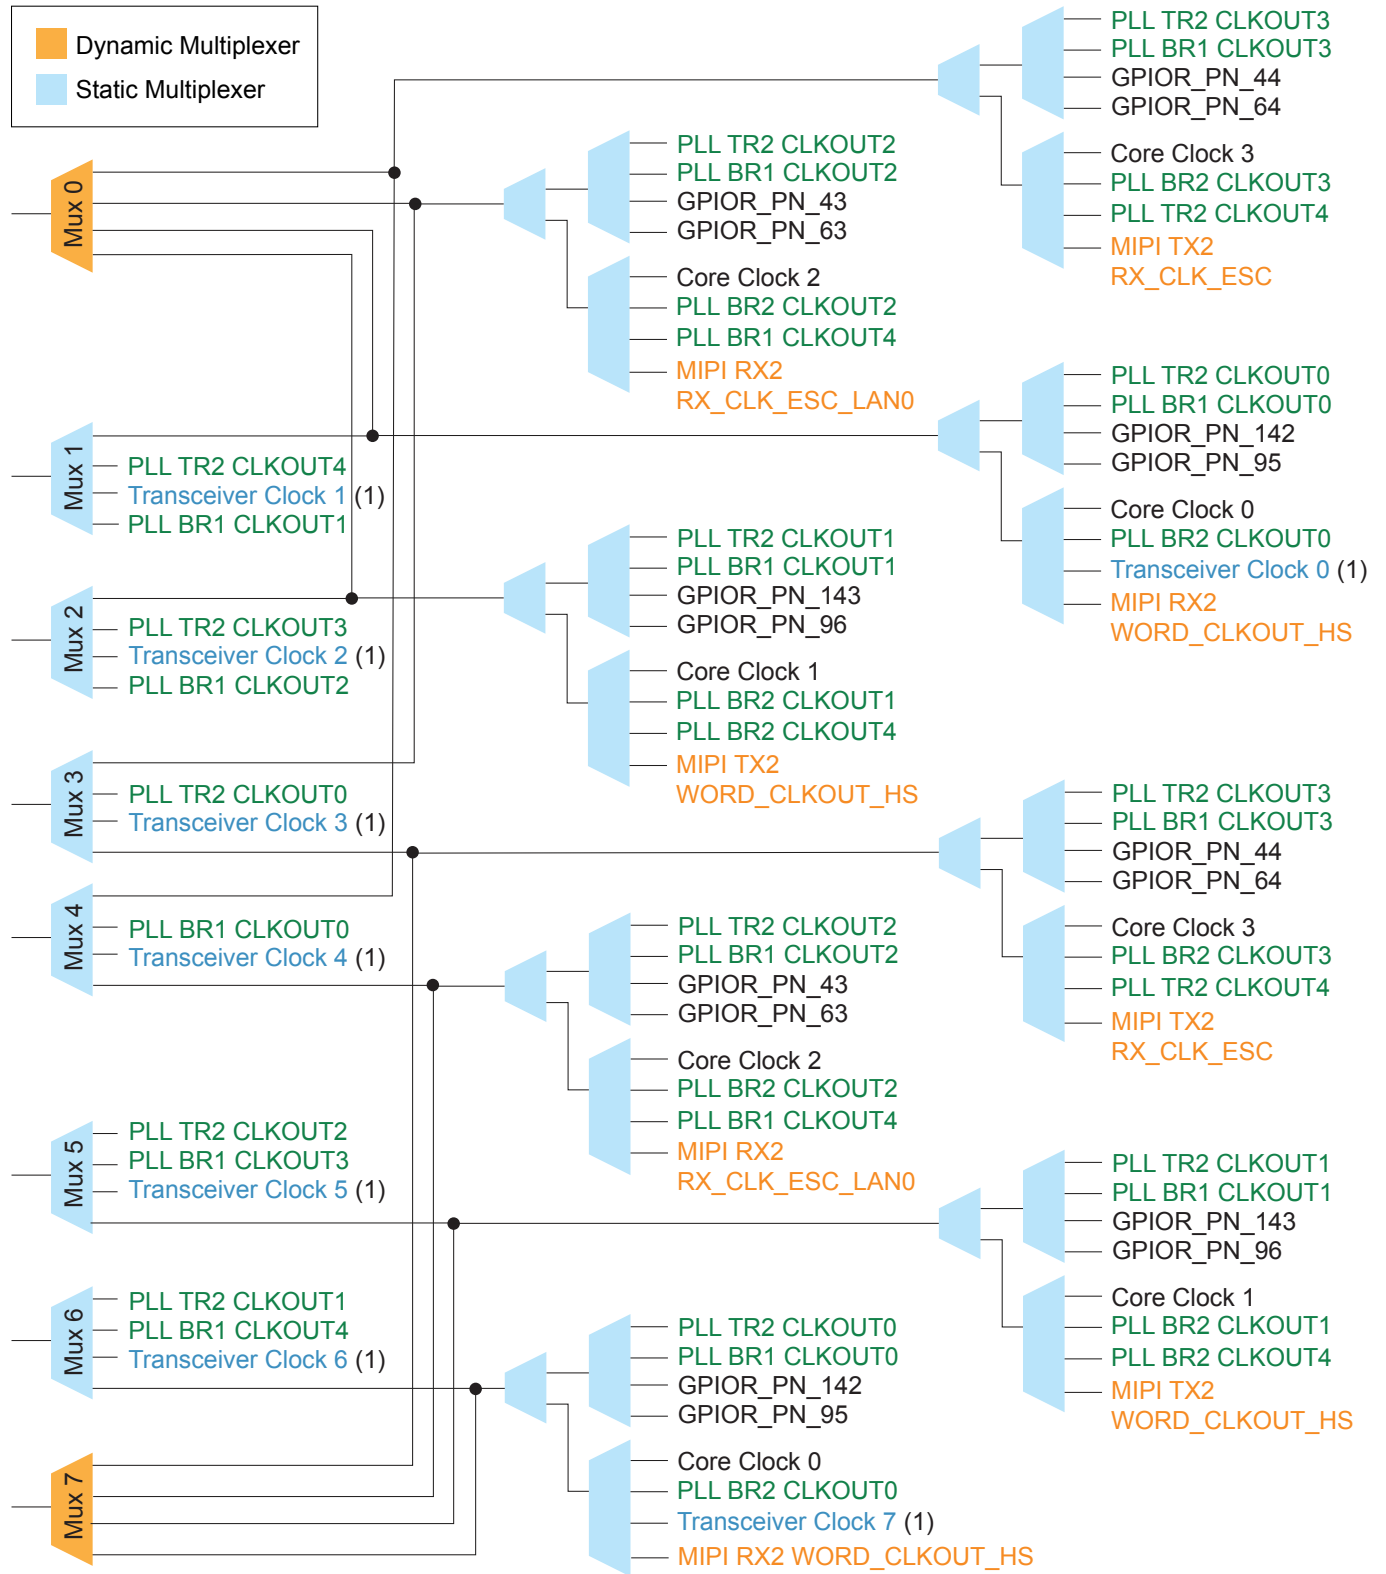 Dynamic Multiplexer
Static Multiplexer
PLL TR2 CLKOUT3
PLL BR1 CLKOUT3
GPIOR_PN_44
GPIOR_PN_64
Core Clock 3
PLL BR2 CLKOUT3
PLL TR2 CLKOUT4
MIPI TX2
RX_CLK_ESC
Mux 0
PLL TR2 CLKOUT2
PLL BR1 CLKOUT2
GPIOR_PN_43
GPIOR_PN_63
Core Clock 2
PLL BR2 CLKOUT2
PLL BR1 CLKOUT4
MIPI RX2
RX_CLK_ESC_LAN0
PLL TR2 CLKOUT0
PLL BR1 CLKOUT0
GPIOR_PN_142
GPIOR_PN_95
Core Clock 0
PLL BR2 CLKOUT0
Transceiver Clock 0 (1)
MIPI RX2
WORD_CLKOUT_HS
Mux 1
PLL TR2 CLKOUT4
Transceiver Clock 1 (1)
PLL BR1 CLKOUT1
Mux 2
PLL TR2 CLKOUT3
Transceiver Clock 2 (1)
PLL BR1 CLKOUT2
PLL TR2 CLKOUT1
PLL BR1 CLKOUT1
GPIOR_PN_143
GPIOR_PN_96
Core Clock 1
PLL BR2 CLKOUT1
PLL BR2 CLKOUT4
MIPI TX2
WORD_CLKOUT_HS
Mux 3
PLL TR2 CLKOUT0
Transceiver Clock 3 (1)
PLL TR2 CLKOUT3
PLL BR1 CLKOUT3
GPIOR_PN_44
GPIOR_PN_64
Core Clock 3
PLL BR2 CLKOUT3
PLL TR2 CLKOUT4
MIPI TX2
RX_CLK_ESC
Mux 4
PLL BR1 CLKOUT0
Transceiver Clock 4 (1)
PLL TR2 CLKOUT2
PLL BR1 CLKOUT2
GPIOR_PN_43
GPIOR_PN_63
Core Clock 2
PLL BR2 CLKOUT2
PLL BR1 CLKOUT4
MIPI RX2
RX_CLK_ESC_LAN0
Mux 5
PLL TR2 CLKOUT2
PLL BR1 CLKOUT3
Transceiver Clock 5 (1)
PLL TR2 CLKOUT1
PLL BR1 CLKOUT1
GPIOR_PN_143
GPIOR_PN_96
Core Clock 1
PLL BR2 CLKOUT1
PLL BR2 CLKOUT4
MIPI TX2
WORD_CLKOUT_HS
Mux 6
PLL TR2 CLKOUT1
PLL BR1 CLKOUT4
Transceiver Clock 6 (1)
PLL TR2 CLKOUT0
PLL BR1 CLKOUT0
GPIOR_PN_142
GPIOR_PN_95
Core Clock 0
PLL BR2 CLKOUT0
Transceiver Clock 7 (1)
MIPI RX2 WORD_CLKOUT_HS
Mux 7